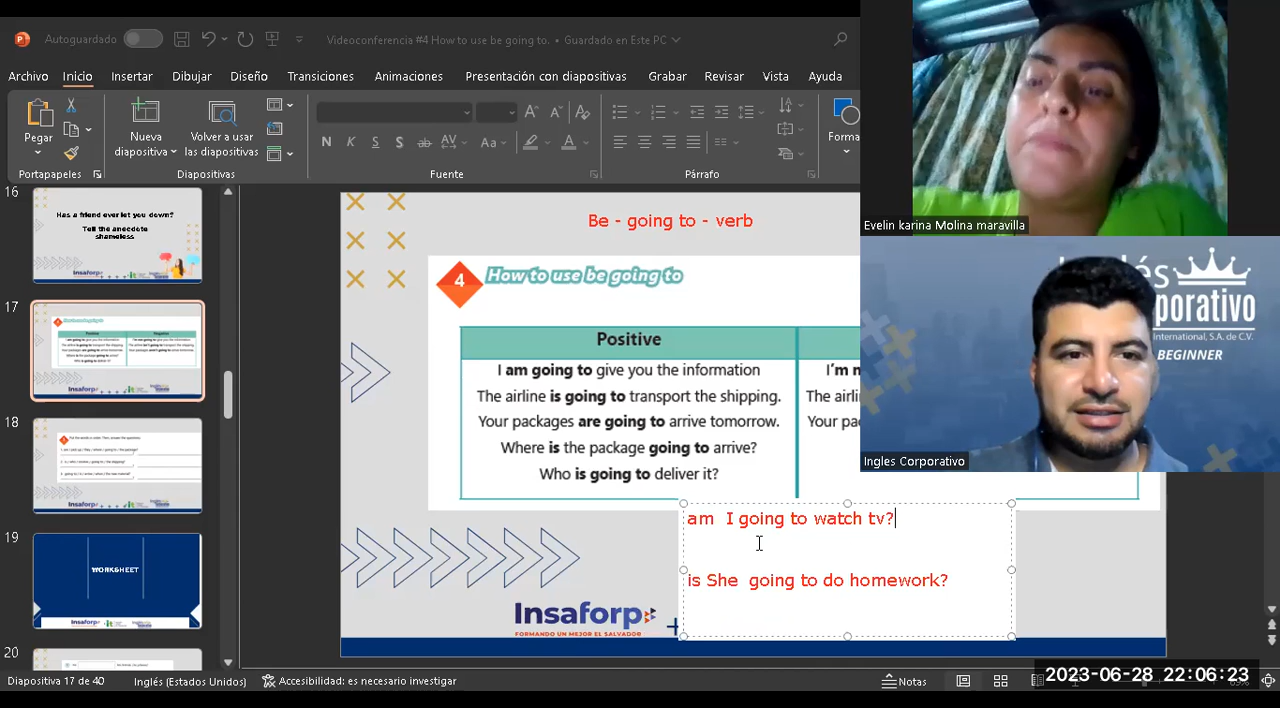 Autoguardado
Videoconferencia #4 How to use be going to. • Guardado en Este PC
Archivo Inicio Insertar Dibujar Diseño Transiciones Animaciones Presentación con diapositivas Grabar Revisar Vista Ayuda
Pegar
Nueva diapositiva
Volver a usar las diapositivas
Forma
N K S S ab AV Aa A
Portapapeles Diapositivas Fuente Párrafo
16
Has a friend ever let you down?
Tell the anecdote
shameless
Insaforp
17
18
19
WORKSHEET
20
Be - going to - verb
4 How to use be going to
Positive
I am going to give you the information
I'm n
The airline is going to transport the shipping.
The airli
Your packages are going to arrive tomorrow.
Your pa
Where is the package going to arrive?
Who is going to deliver it?
am I going to watch tv?
is She going to do homework?
Insaforp
FORMANDO UN MEJOR EL SALVADOR
Evelin karina Molina maravilla
Inglés
orporativo
International, S.A. de C.V.
BEGINNER
Ingles Corporativo
Diapositiva 17 de 40 Inglés (Estados Unidos) Accesibilidad: es necesario investigar Notas
2023-06-28 22:06:23